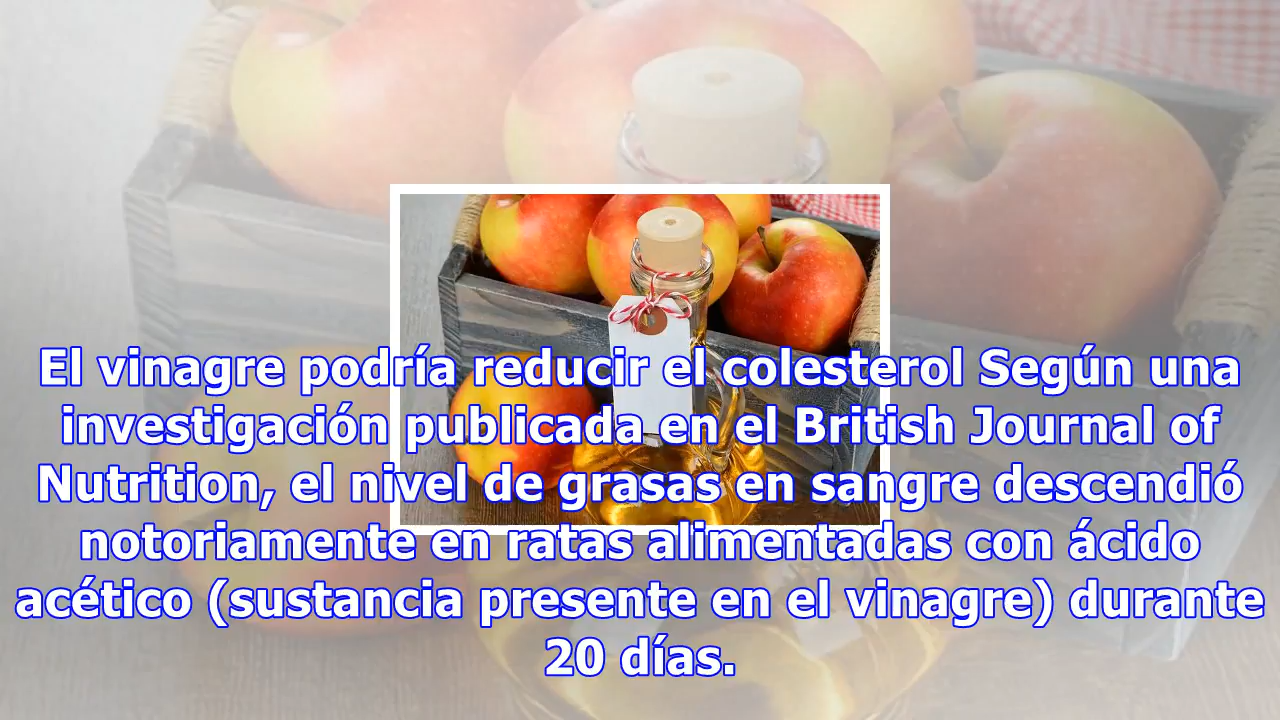 El vinagre podría reducir el colesterol Según una
investigación publicada en el British Journal of
Nutrition, el nivel de grasas en sangre descendió
notoriamente en ratas alimentadas con ácido
acético (sustancia presente en el vinagre) durante
20 días.